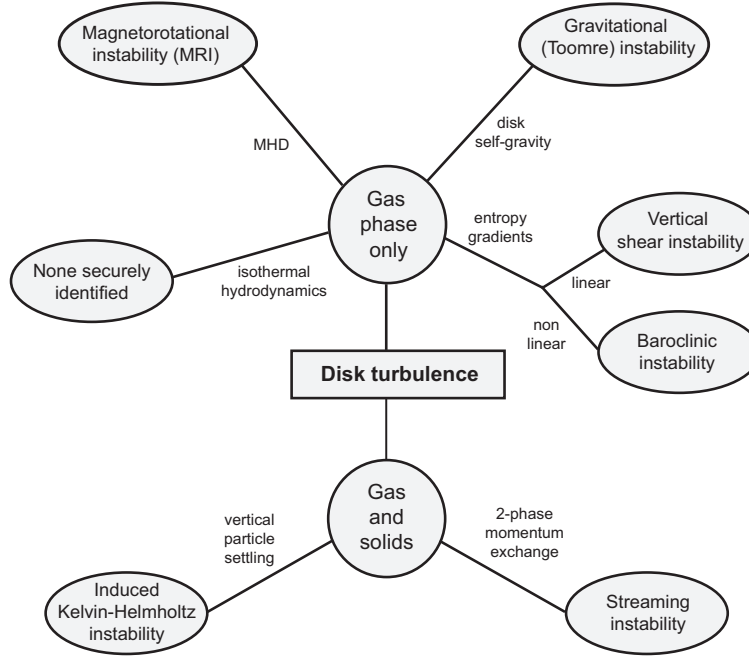 Magnetorotational
instability (MRI)
Gravitational
(Toomre) instability
MHD
disk
self-gravity
Gas
phase
only
entropy
gradients
Vertical
shear instability
None securely
identified
isothermal
hydrodynamics
linear
non
linear
Baroclinic
instability
Disk turbulence
Gas
and
solids
vertical
particle
settling
2-phase
momentum
exchange
Induced
Kelvin-Helmholtz
instability
Streaming
instability